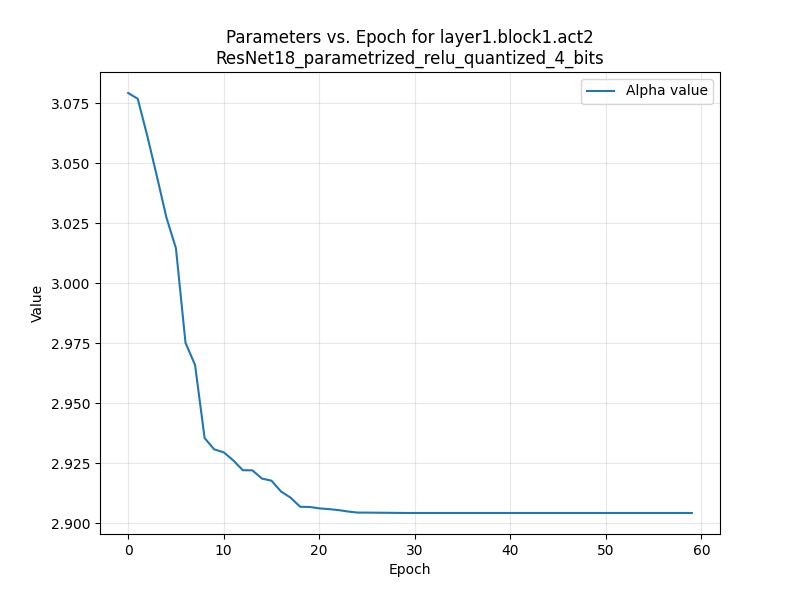 Parameters vs. Epoch for layer1.block1.act2
ResNet18_parametrized_relu_quantized_4_bits
Alpha value
3.075
3.050
3.025
3.000
2.975
2.950
2.925
2.900
Value
0 10 20 30 40 50 60
Epoch